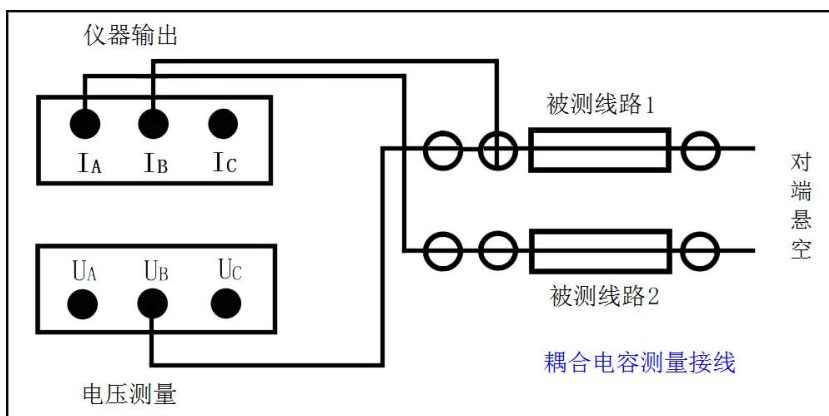 仪器输出
IA IB IC
被测线路1
对端悬空
UA UB UC
被测线路2
耦合电容测量接线
电压测量